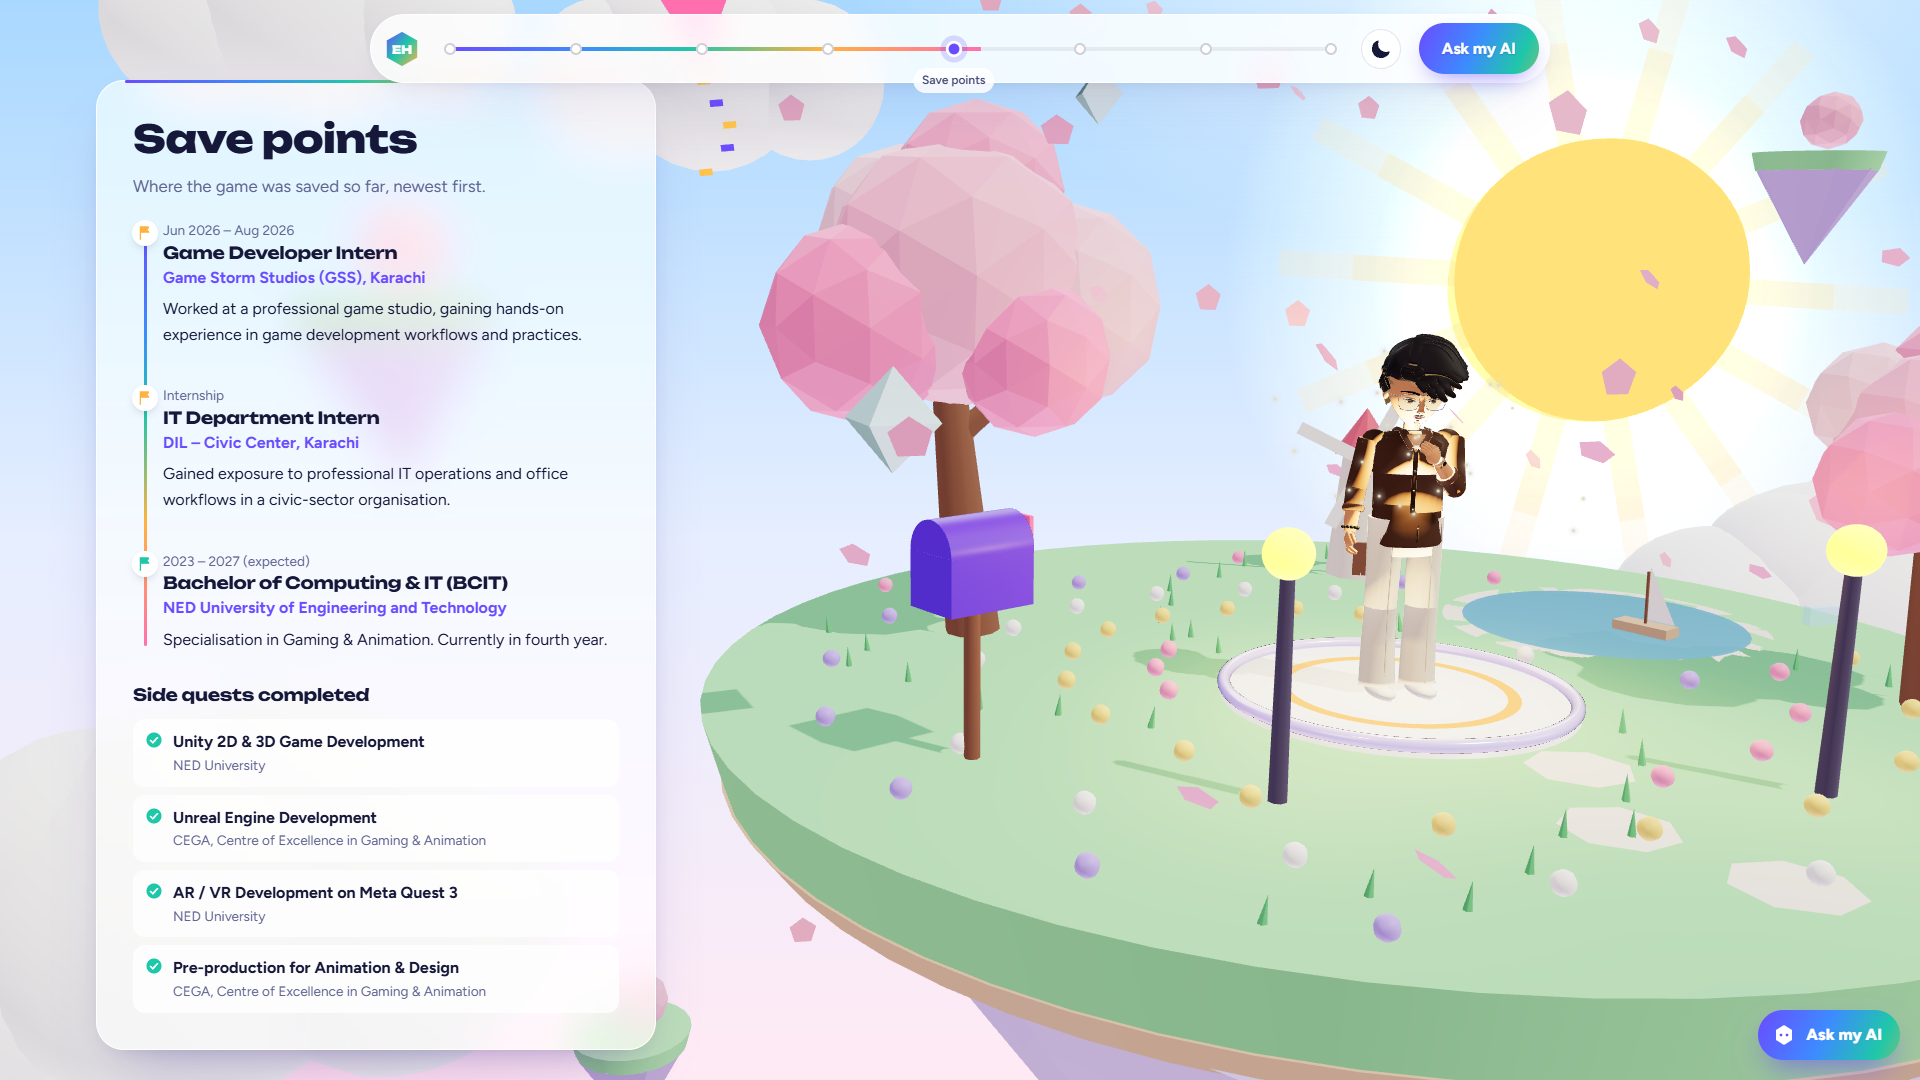 EH
Ask my AI
Save points
Save points
Where the game was saved so far, newest first.
Jun 2026 – Aug 2026
Game Developer Intern
Game Storm Studios (GSS), Karachi
Worked at a professional game studio, gaining hands-on
experience in game development workflows and practices.
Internship
IT Department Intern
DIL – Civic Center, Karachi
Gained exposure to professional IT operations and office
workflows in a civic-sector organisation.
2023 – 2027 (expected)
Bachelor of Computing & IT (BCIT)
NED University of Engineering and Technology
Specialisation in Gaming & Animation. Currently in fourth year.
Side quests completed
Unity 2D & 3D Game Development
NED University
Unreal Engine Development
CEGA, Centre of Excellence in Gaming & Animation
AR / VR Development on Meta Quest 3
NED University
Pre-production for Animation & Design
CEGA, Centre of Excellence in Gaming & Animation
Ask my AI